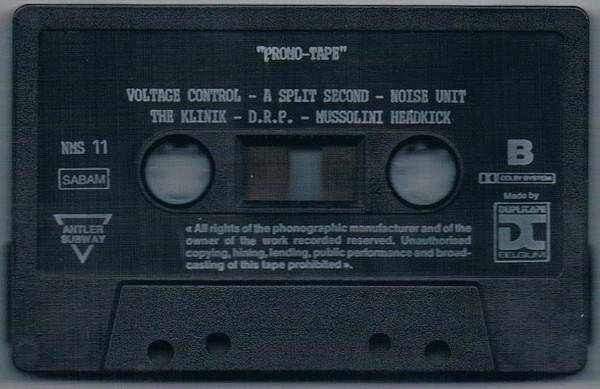 "PROMO-TAPE"
VOLTAGE CONTROL - A SPLIT SECOND - NOISE UNIT
THE KLINIK - D.R.P. - MUSSOLINI HEADKICK
NMS 11
B
SABAM
DOLBY SYSTEM
Made by
ANTLER
SUBWAY
DUPLICAPE
DC
BELGIUM
« All rights of the phonographic manufacturer and of the
owner of the work recorded reserved. Unauthorised
copying, hiring, lending, public performance and broad-
casting of this tape prohibited ».